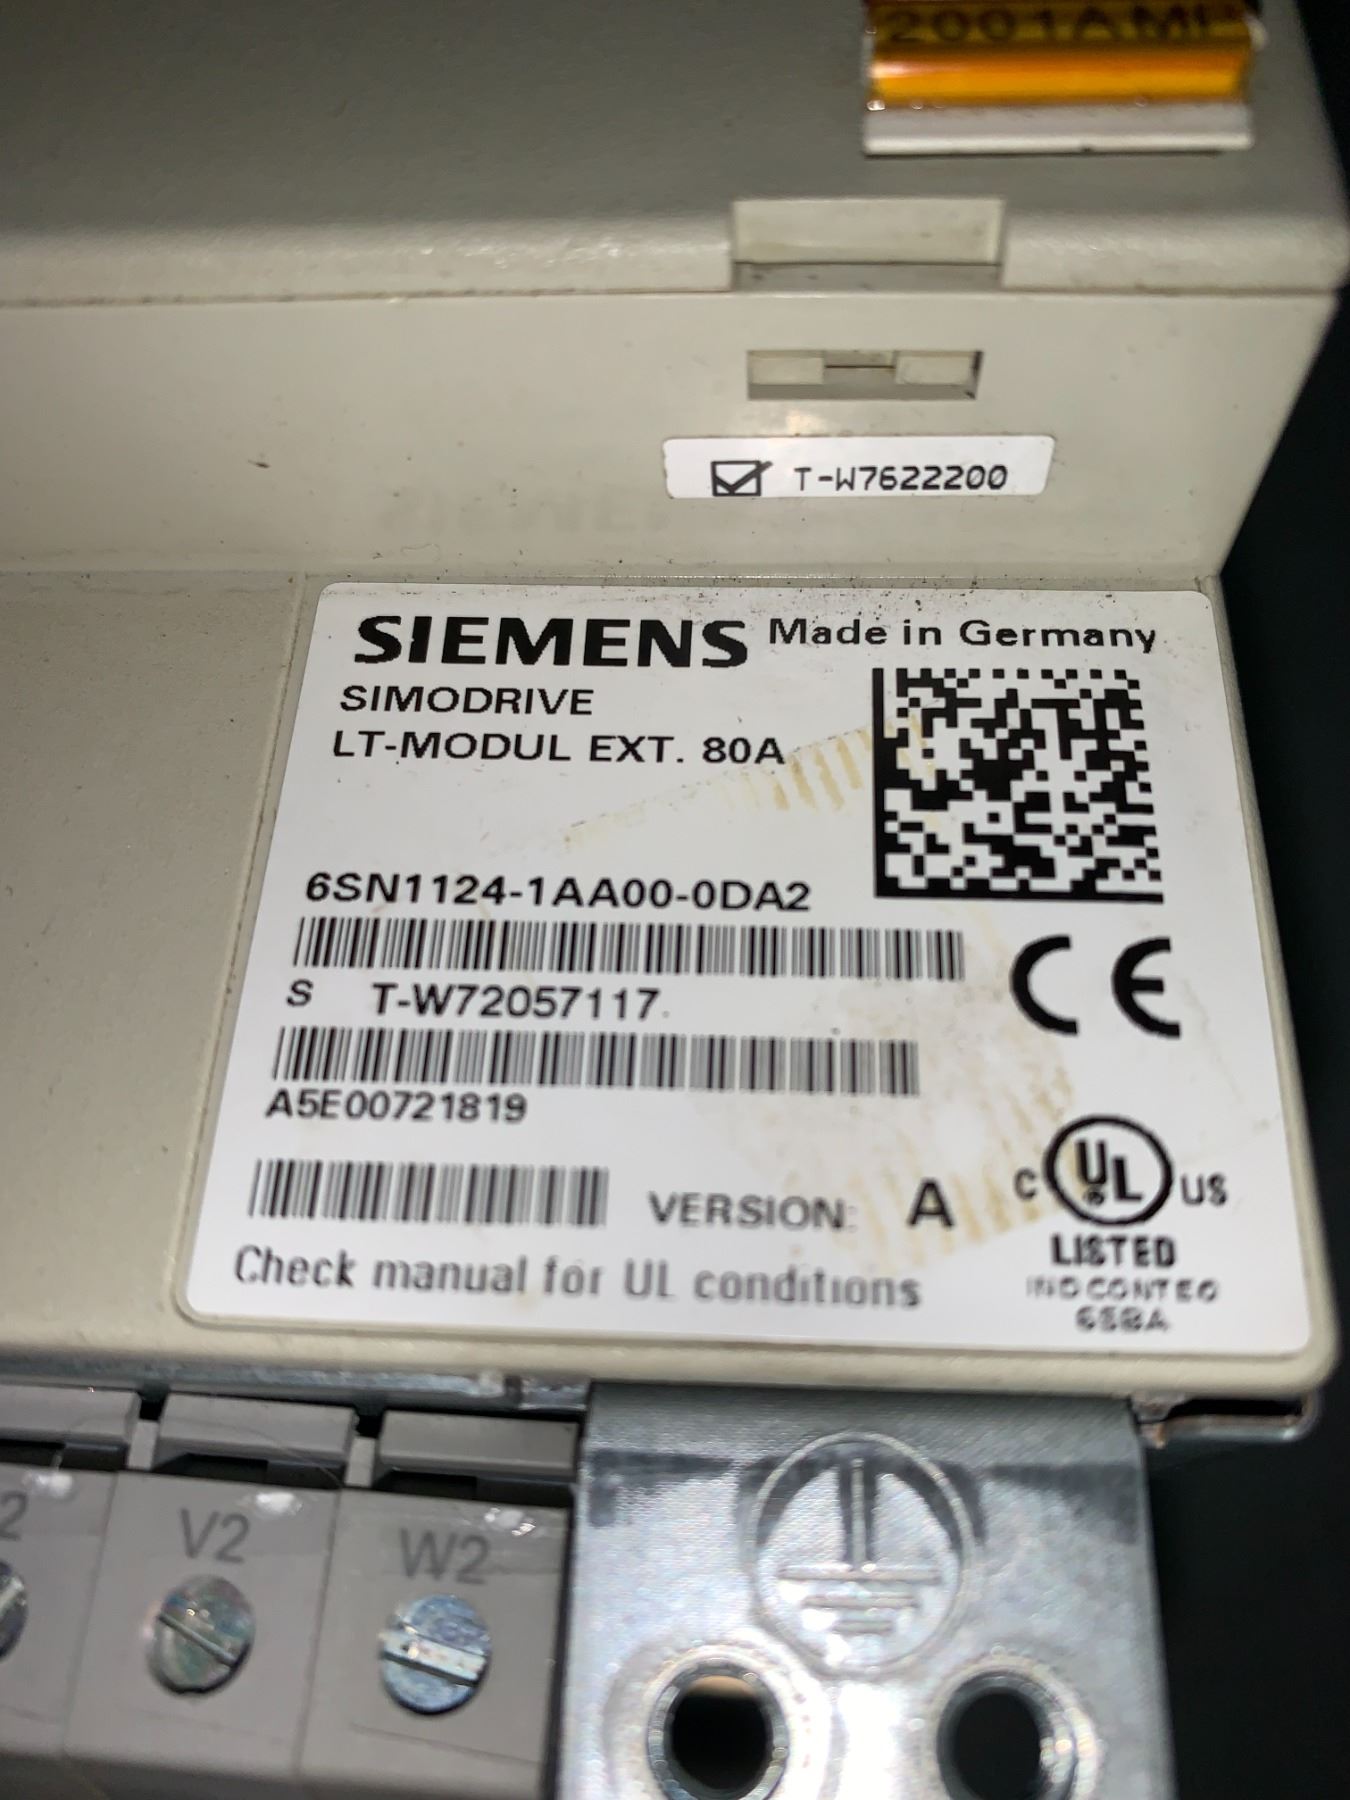 2001AMP
T-W7622200
SIEMENS Made in Germany
SIMODRIVE
LT-MODUL EXT. 80A
6SN1124-1AA00-0DA2
CE
S T-W72057117
A5E00721819
VERSION: A
C UL US
LISTED
IND CONT EQ
Check manual for UL conditions
V2
W2